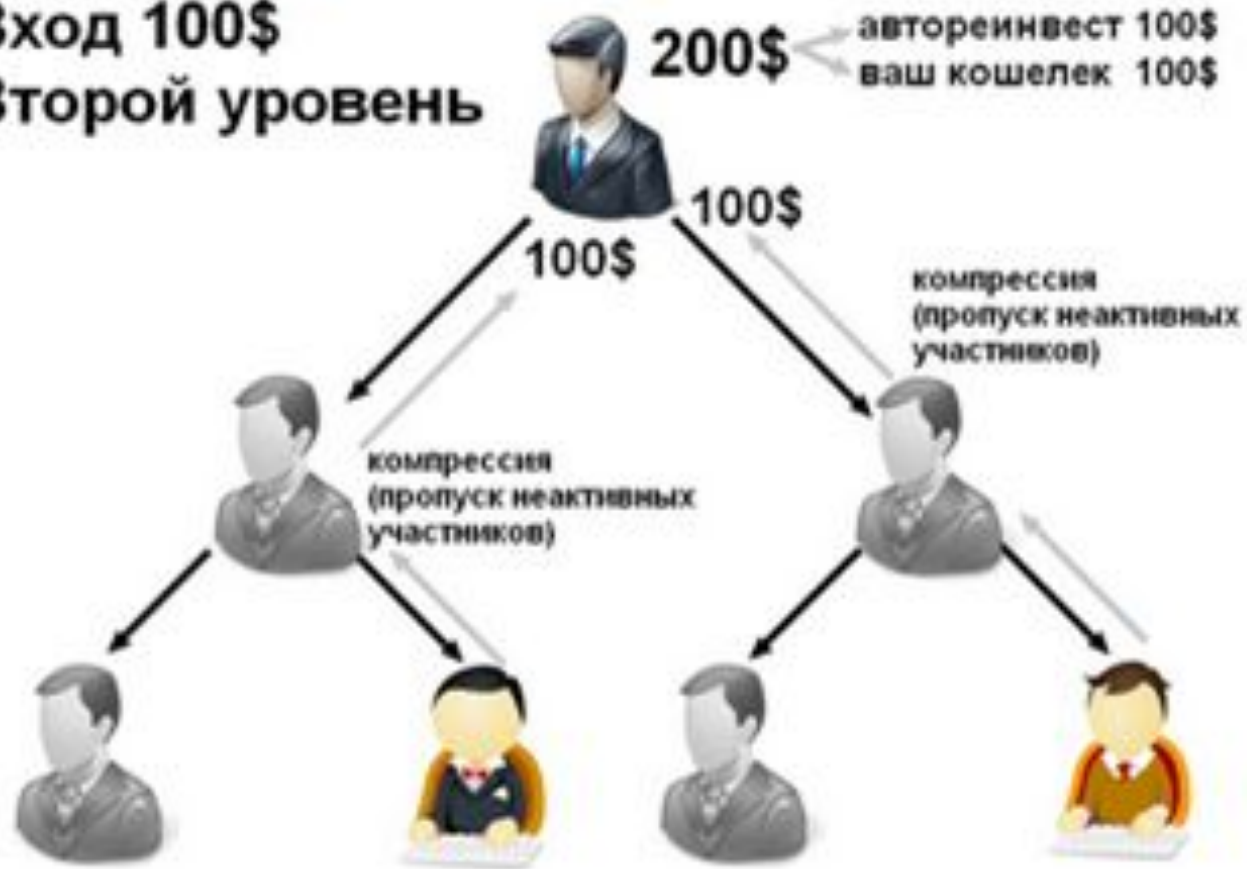 Вход 100$
Второй уровень
200$
автореинвест 100$
ваш кошелек 100$
100$
100$
компрессия
(пропуск неактивных
участников)
компрессия
(пропуск неактивных
участников)